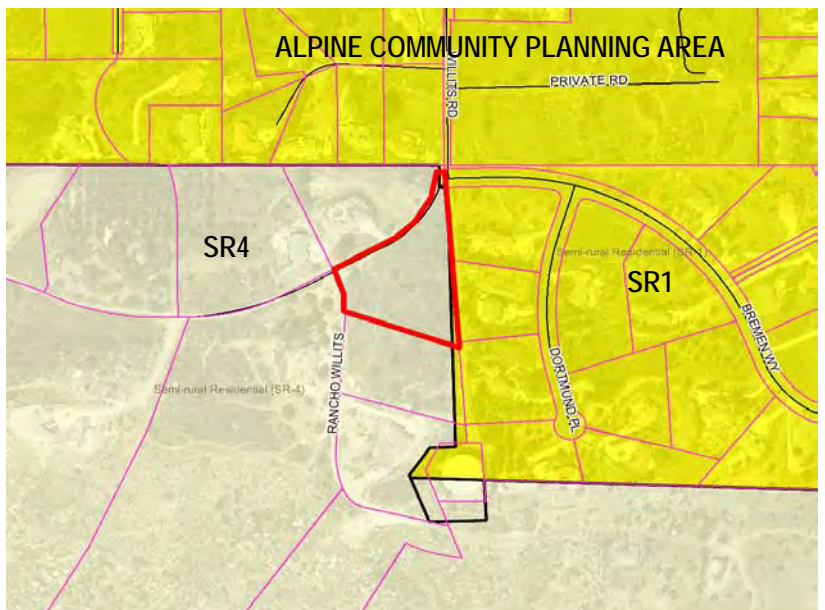 ALPINE COMMUNITY PLANNING AREA
WILLITS RD
PRIVATE RD
SR4
Semi-rural Residential (SR-1)
SR1
BREMEN WY
DORTMUND PL
RANCHO WILLITS
Semi-rural Residential (SR-4)